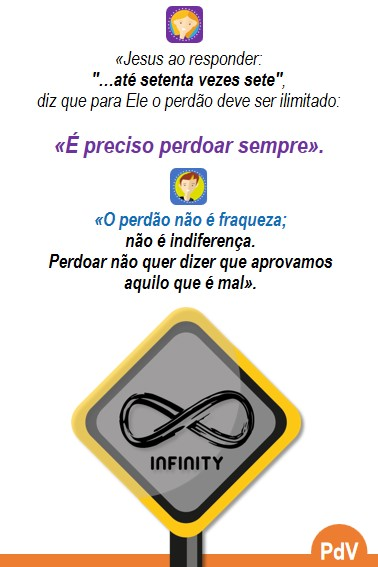 «Jesus ao responder:
"...até setenta vezes sete",
diz que para Ele o perdão deve ser ilimitado:
«É preciso perdoar sempre».
«O perdão não é fraqueza;
não é indiferença.
Perdoar não quer dizer que aprovamos
aquilo que é mal».
INFINITY
PdV